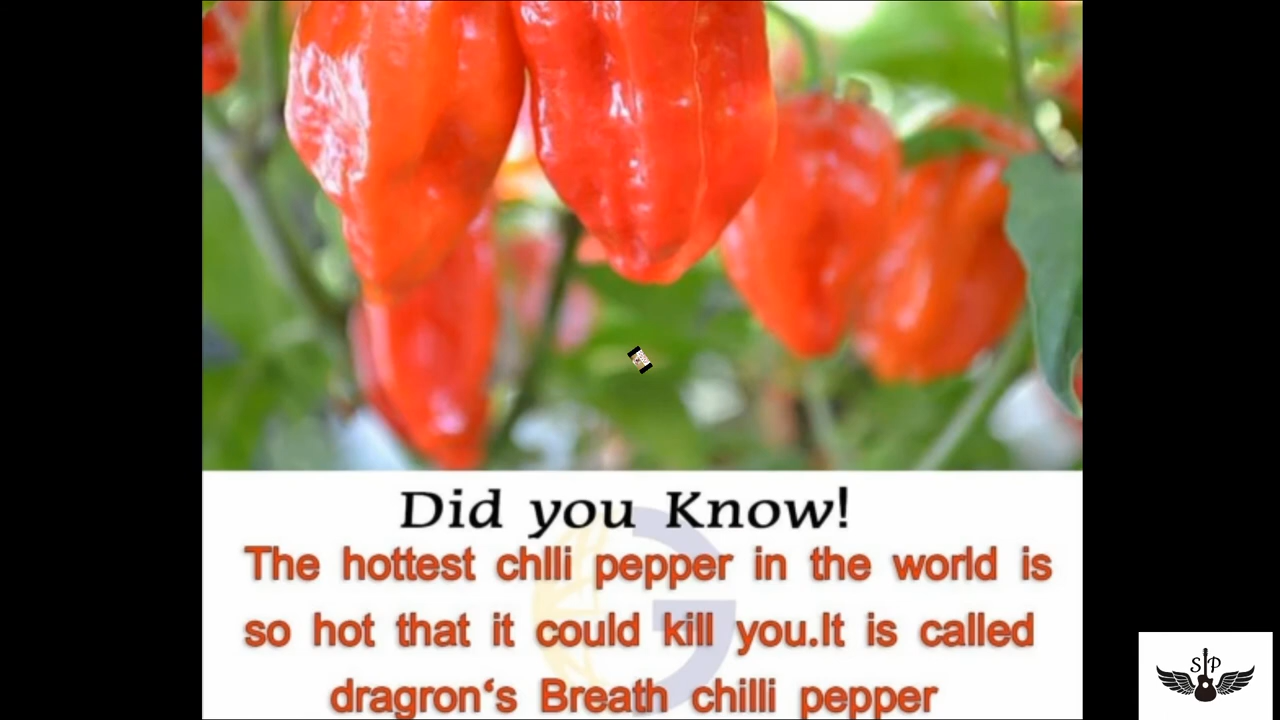 Did you Know!
The hottest chlli pepper in the world is
so hot that it could kill you.It is called
dragron‘s Breath chilli pepper
SP